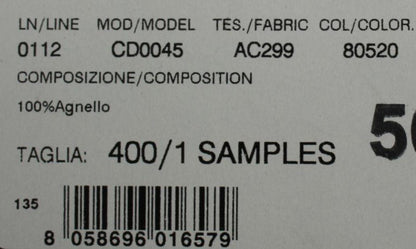 LN/LINE MOD/MODEL TES./FABRIC COL/COLOR.
0112 CD0045 AC299 80520
COMPOSIZIONE/COMPOSITION
100%Agnello
TAGLIA: 400/1 SAMPLES
135
8 058696 016579